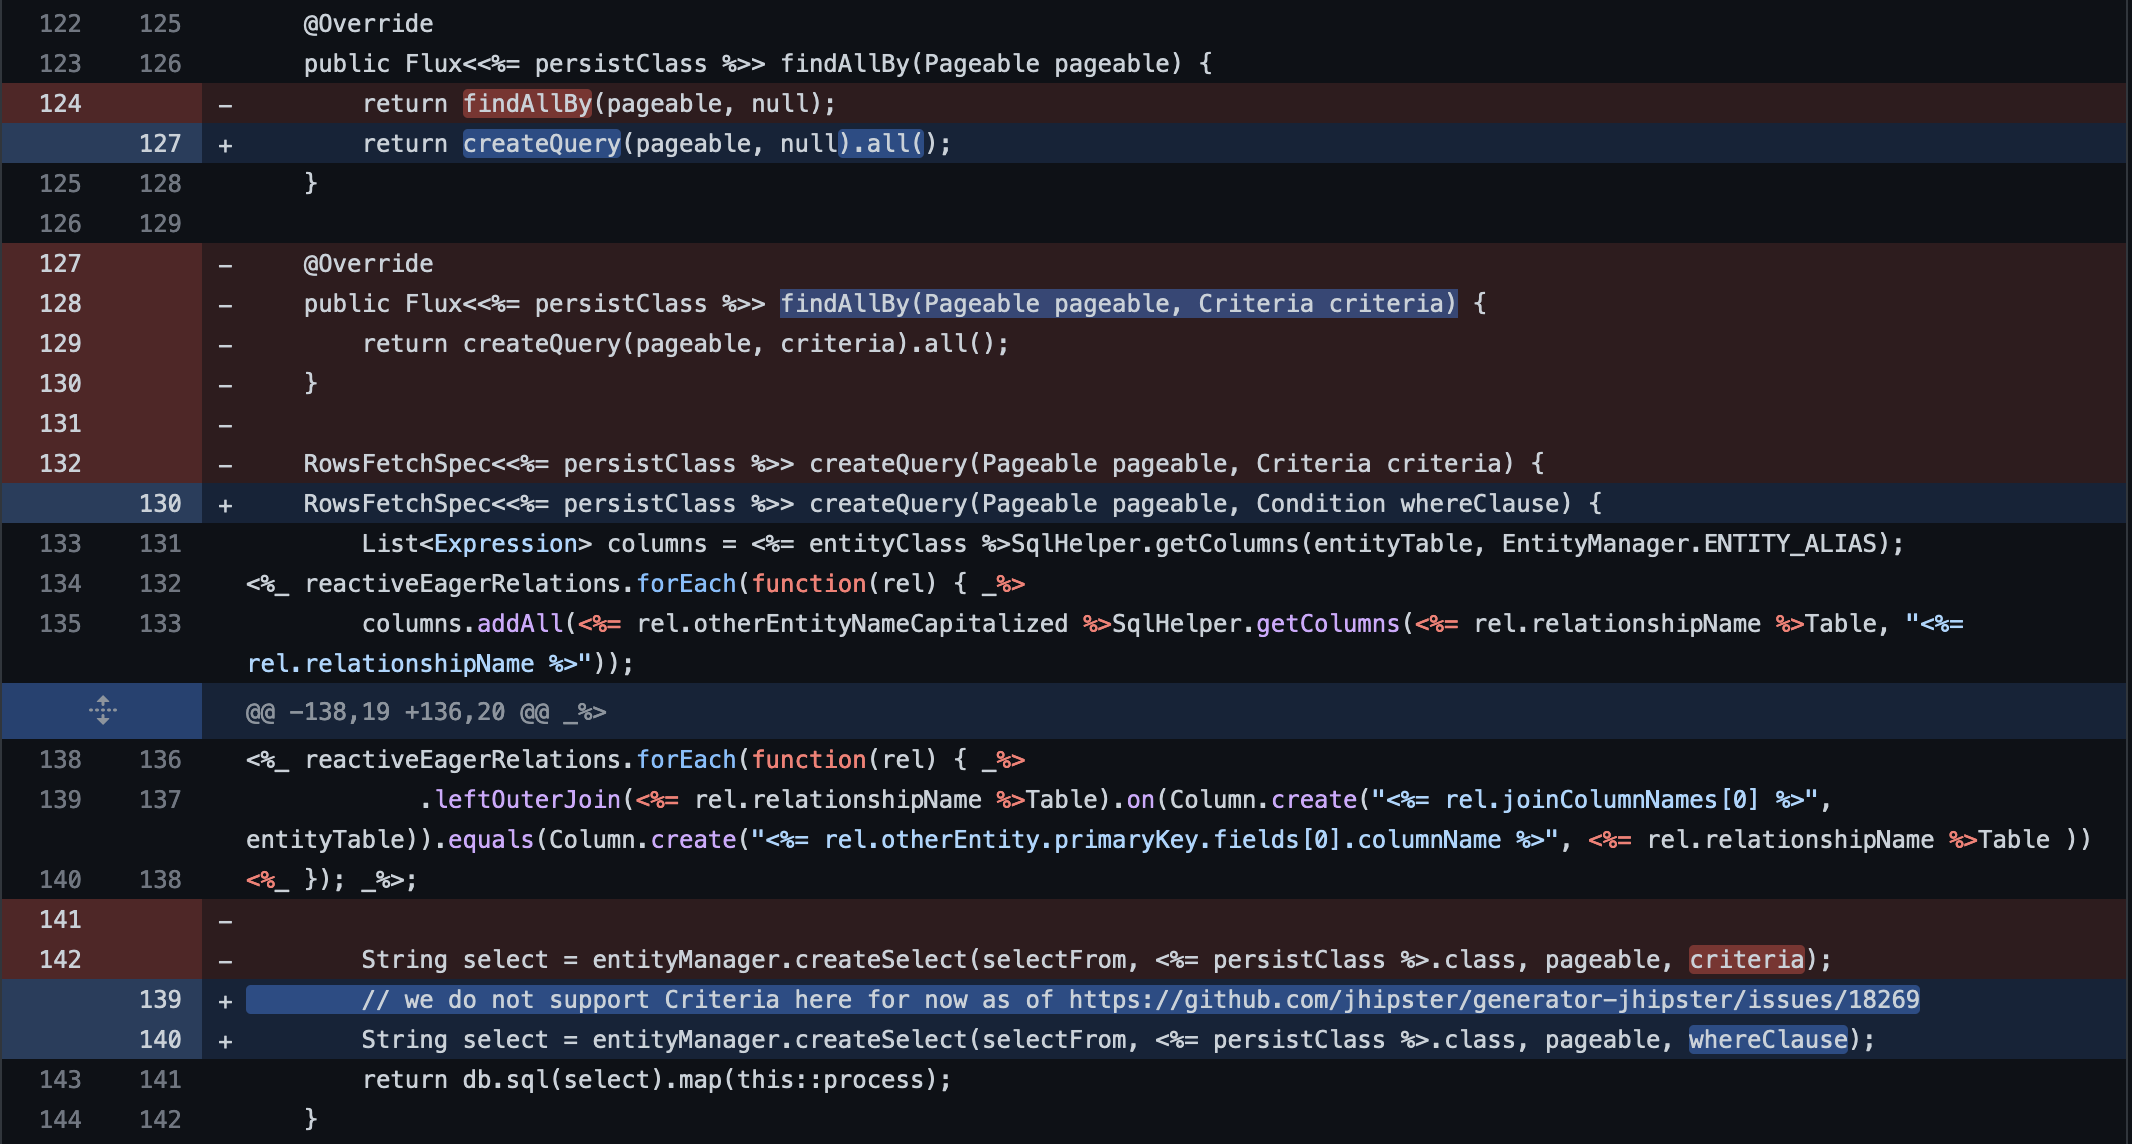 122 125 @Override
123 126 public Flux<<%= persistClass %>> findAllBy(Pageable pageable) {
124 - return findAllBy(pageable, null);
127 + return createQuery(pageable, null).all();
125 128 }
126 129
127 - @Override
128 - public Flux<<%= persistClass %>> findAllBy(Pageable pageable, Criteria criteria) {
129 - return createQuery(pageable, criteria).all();
130 - }
131 -
132 - RowsFetchSpec<<%= persistClass %>> createQuery(Pageable pageable, Criteria criteria) {
130 + RowsFetchSpec<<%= persistClass %>> createQuery(Pageable pageable, Condition whereClause) {
133 131 List<Expression> columns = <%= entityClass %>SqlHelper.getColumns(entityTable, EntityManager.ENTITY_ALIAS);
134 132 <%_ reactiveEagerRelations.forEach(function(rel) { _%>
135 133 columns.addAll(<%= rel.otherEntityNameCapitalized %>SqlHelper.getColumns(<%= rel.relationshipName %>Table, "<%=
rel.relationshipName %>"));
@@ -138,19 +136,20 @@ _%>
138 136 <%_ reactiveEagerRelations.forEach(function(rel) { _%>
139 137 .leftOuterJoin(<%= rel.relationshipName %>Table).on(Column.create("<%= rel.joinColumnNames[0] %>",
entityTable)).equals(Column.create("<%= rel.otherEntity.primaryKey.fields[0].columnName %>", <%= rel.relationshipName %>Table ))
140 138 <%_ }); _%>;
141 -
142 - String select = entityManager.createSelect(selectFrom, <%= persistClass %>.class, pageable, criteria);
139 + // we do not support Criteria here for now as of https://github.com/jhipster/generator-jhipster/issues/18269
140 + String select = entityManager.createSelect(selectFrom, <%= persistClass %>.class, pageable, whereClause);
143 141 return db.sql(select).map(this::process);
144 142 }